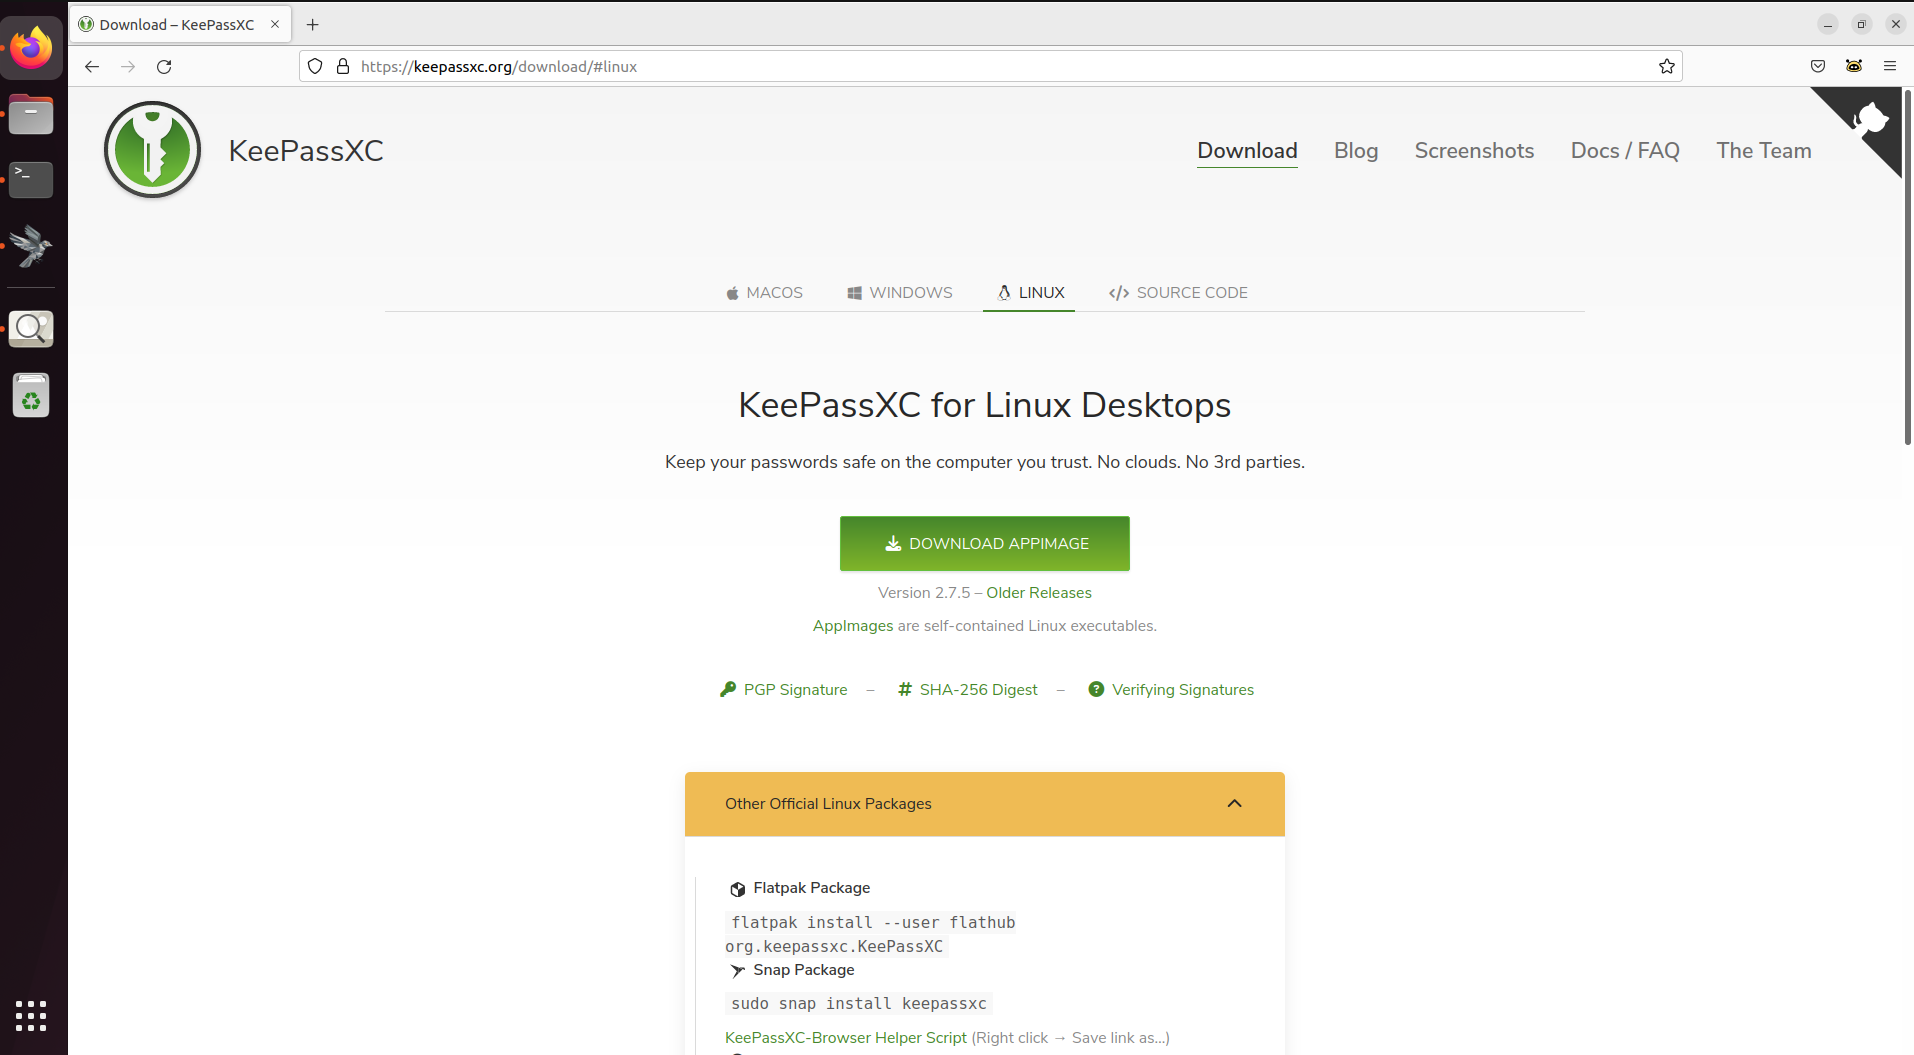 Download – KeePassXC
https://keepassxc.org/download/#linux
KeePassXC
Download Blog Screenshots Docs / FAQ The Team
MACOS WINDOWS LINUX </> SOURCE CODE
KeePassXC for Linux Desktops
Keep your passwords safe on the computer you trust. No clouds. No 3rd parties.
DOWNLOAD APPIMAGE
Version 2.7.5 – Older Releases
AppImages are self-contained Linux executables.
PGP Signature – # SHA-256 Digest – Verifying Signatures
Other Official Linux Packages
Flatpak Package
flatpak install --user flathub
org.keepassxc.KeePassXC
Snap Package
sudo snap install keepassxc
KeePassXC-Browser Helper Script (Right click → Save link as...)